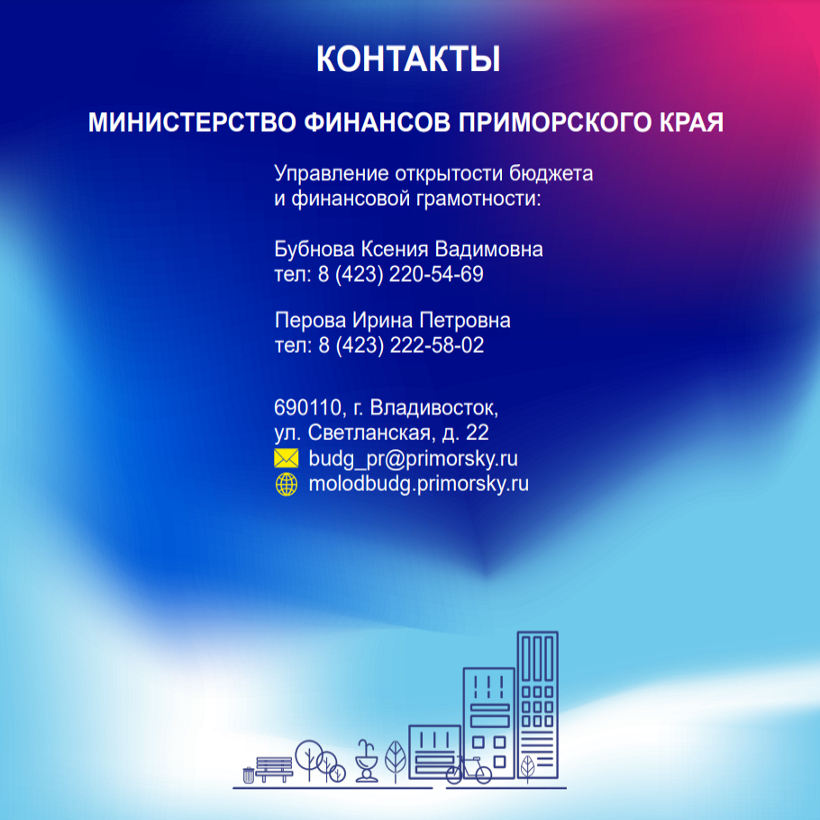 КОНТАКТЫ
МИНИСТЕРСТВО ФИНАНСОВ ПРИМОРСКОГО КРАЯ
Управление открытости бюджета
и финансовой грамотности:
Бубнова Ксения Вадимовна
тел: 8 (423) 220-54-69
Перова Ирина Петровна
тел: 8 (423) 222-58-02
690110, г. Владивосток,
ул. Светланская, д. 22
budg_pr@primorsky.ru
molodbudg.primorsky.ru